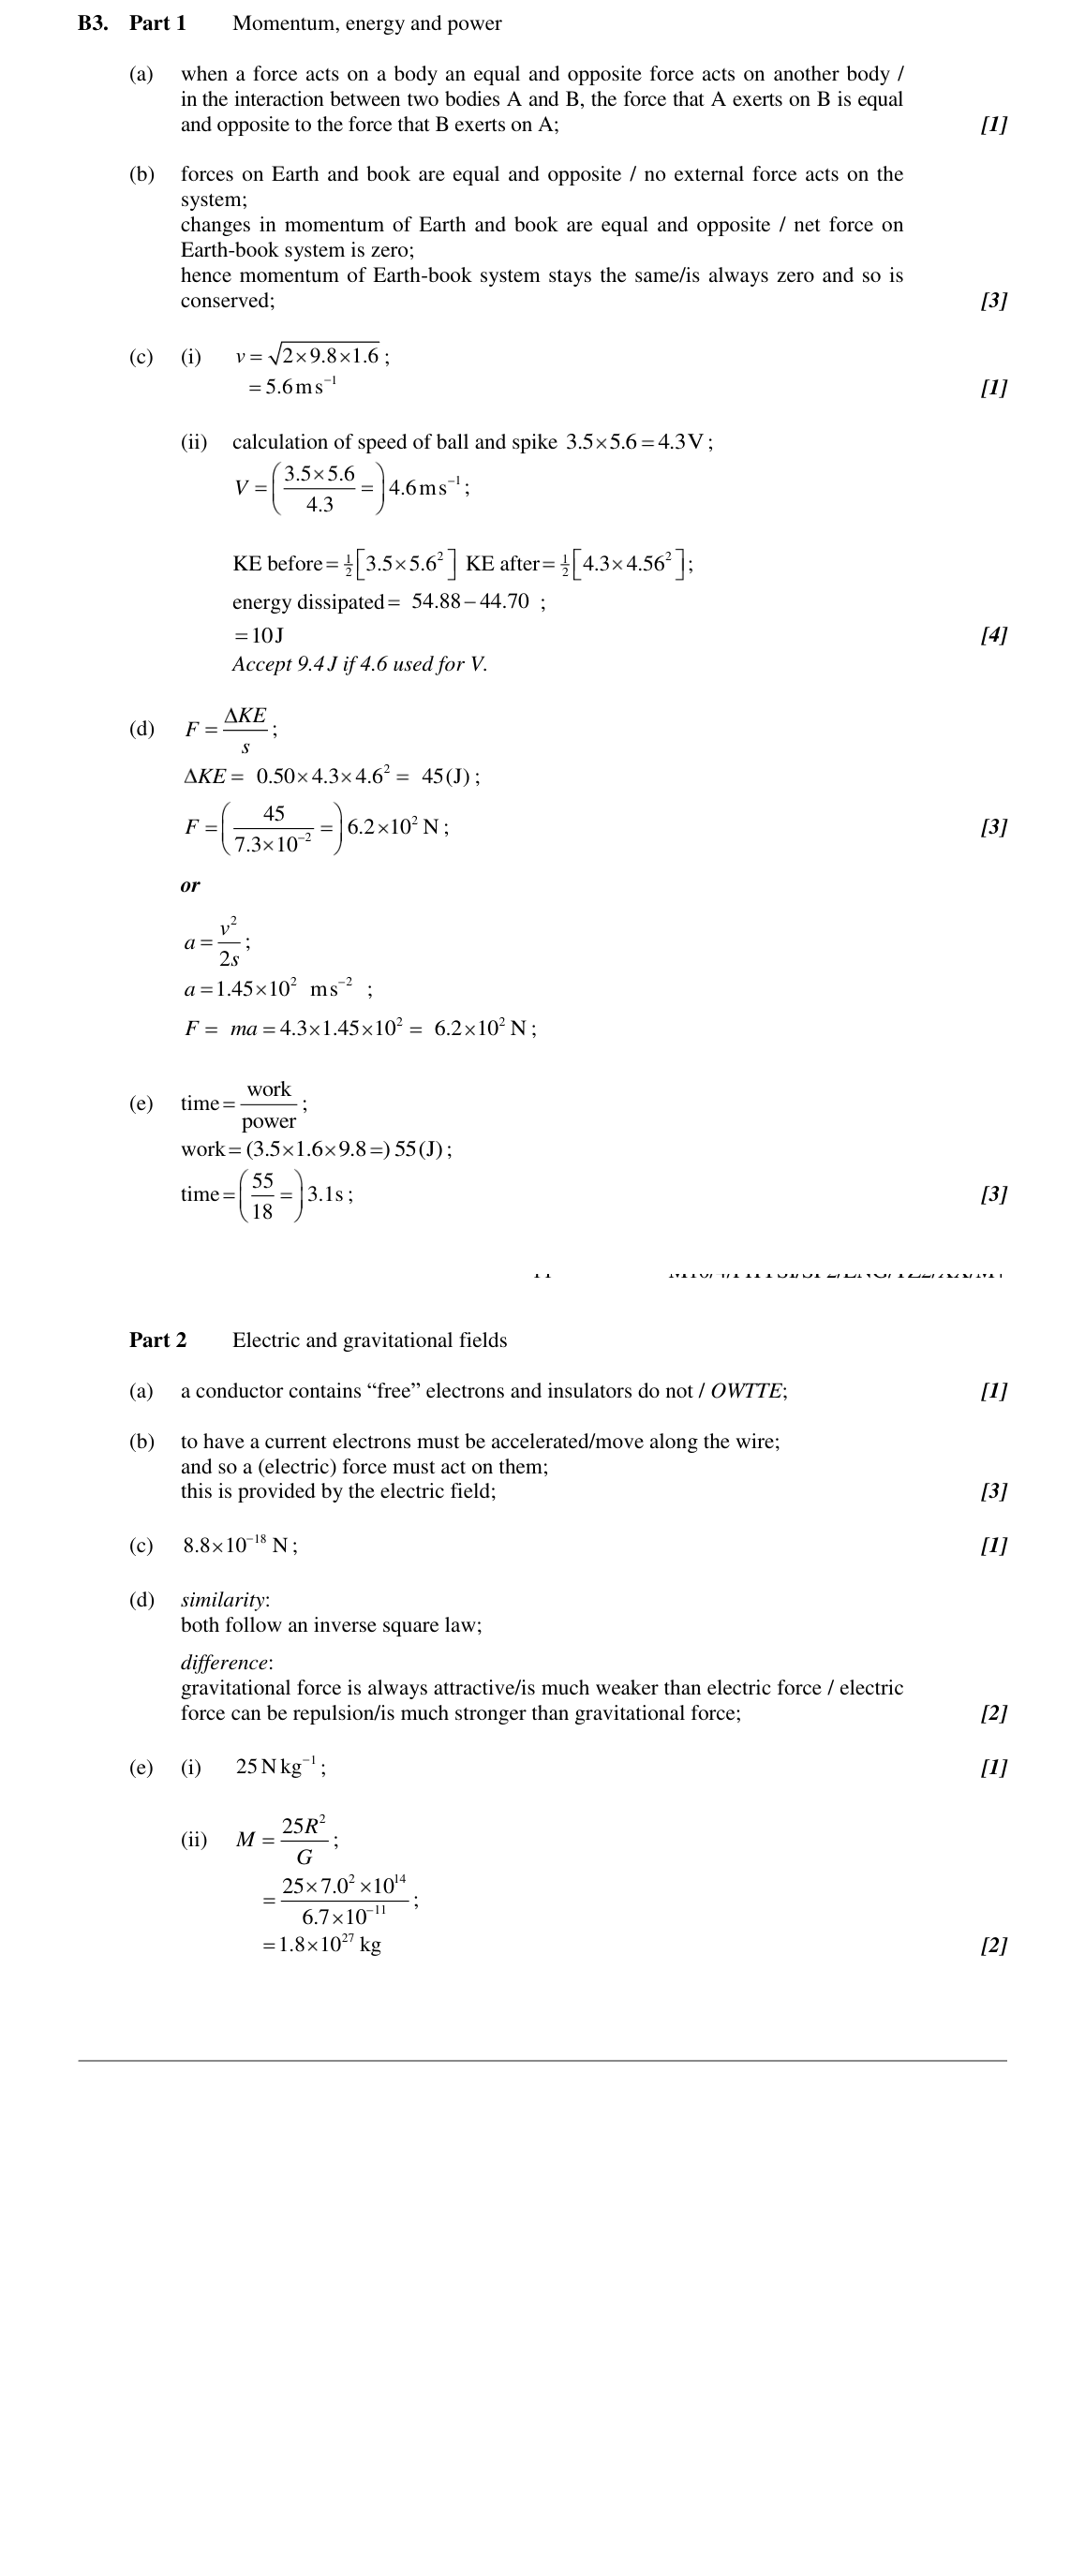 B3. Part 1 Momentum, energy and power
(a) when a force acts on a body an equal and opposite force acts on another body /
in the interaction between two bodies A and B, the force that A exerts on B is equal
and opposite to the force that B exerts on A; [1]
(b) forces on Earth and book are equal and opposite / no external force acts on the
system;
changes in momentum of Earth and book are equal and opposite / net force on
Earth-book system is zero;
hence momentum of Earth-book system stays the same/is always zero and so is
conserved; [3]
(c) (i) v = √(2×9.8×1.6) ;
= 5.6 m s⁻¹ [1]
(ii) calculation of speed of ball and spike 3.5×5.6 = 4.3V ;
V = (3.5×5.6/4.3 =) 4.6 m s⁻¹ ;
KE before = ½[3.5×5.6²] KE after = ½[4.3×4.56²] ;
energy dissipated = 54.88 − 44.70 ;
= 10 J [4]
Accept 9.4 J if 4.6 used for V.
(d) F = ΔKE/s ;
ΔKE = 0.50×4.3×4.6² = 45 (J) ;
F = (45/7.3×10⁻² =) 6.2×10² N ; [3]
or
a = v²/2s ;
a = 1.45×10² m s⁻² ;
F = ma = 4.3×1.45×10² = 6.2×10² N ;
(e) time = work/power ;
work = (3.5×1.6×9.8 =) 55 (J) ;
time = (55/18 =) 3.1 s ; [3]
Part 2 Electric and gravitational fields
(a) a conductor contains “free” electrons and insulators do not / OWTTE; [1]
(b) to have a current electrons must be accelerated/move along the wire;
and so a (electric) force must act on them;
this is provided by the electric field; [3]
(c) 8.8×10⁻¹⁸ N ; [1]
(d) similarity:
both follow an inverse square law;
difference:
gravitational force is always attractive/is much weaker than electric force / electric
force can be repulsion/is much stronger than gravitational force; [2]
(e) (i) 25 N kg⁻¹ ; [1]
(ii) M = 25R²/G ;
= 25×7.0²×10¹⁴/6.7×10⁻¹¹ ;
= 1.8×10²⁷ kg [2]